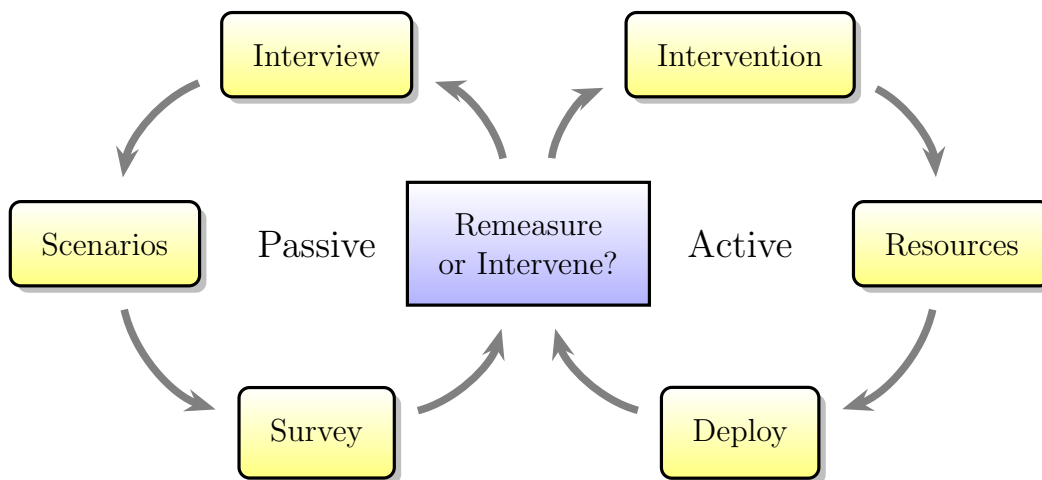 Interview
Intervention
Scenarios
Passive
Remeasure
or Intervene?
Active
Resources
Survey
Deploy